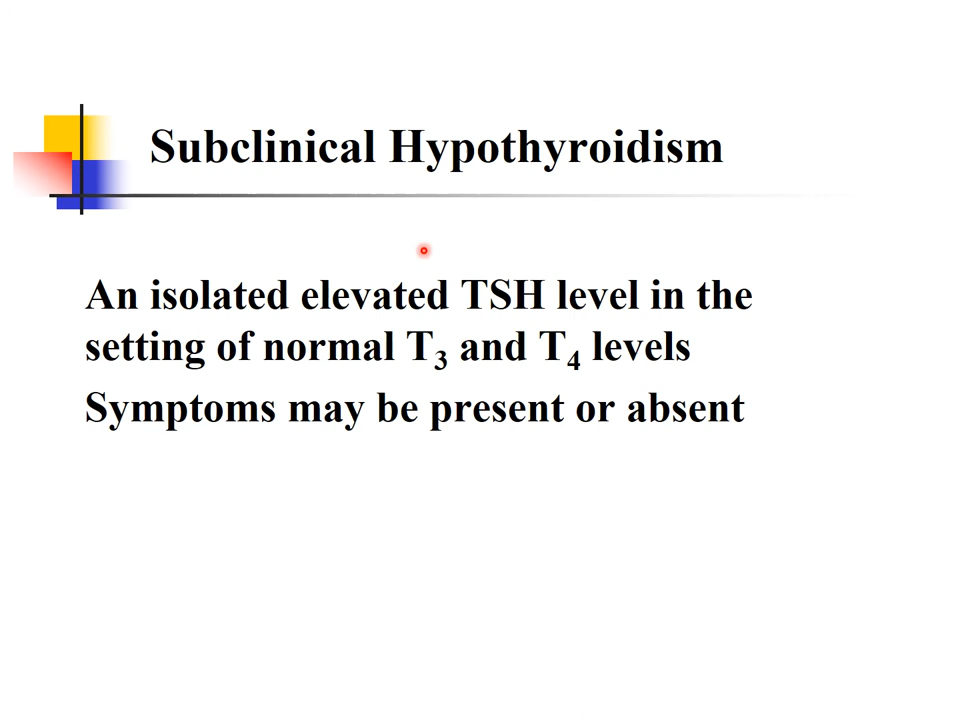 Subclinical Hypothyroidism
An isolated elevated TSH level in the
setting of normal T₃ and T₄ levels
Symptoms may be present or absent